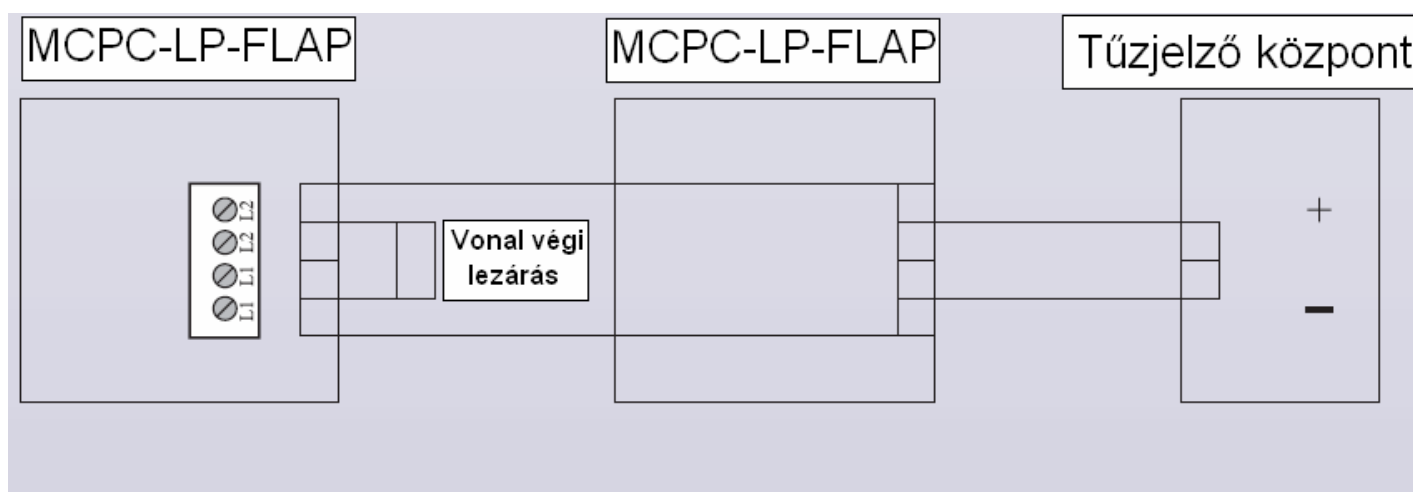 MCPC-LP-FLAP
MCPC-LP-FLAP
Tűzjelző központ
L2
L2
L1
L1
Vonal végi
lezárás
+
-